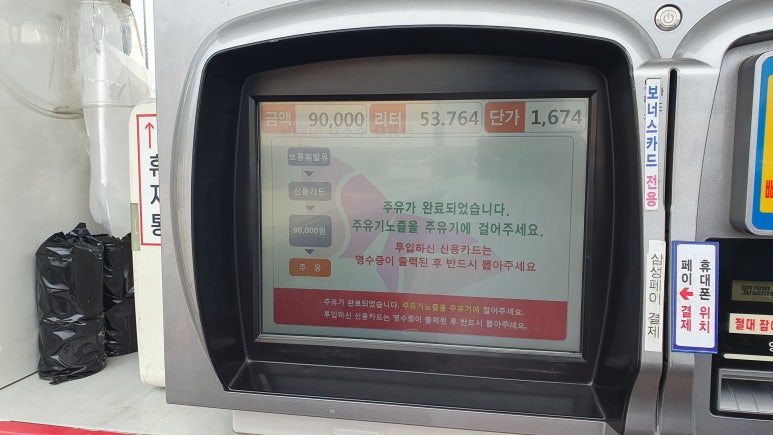 금액 90,000 리터 53.764 단가 1,674
보통휘발유
신용카드
90,000원
주 유
주유가 완료되었습니다.
주유기노즐을 주유기에 걸어주세요.
투입하신 신용카드는
영수증이 출력된 후 반드시 뽑아주세요
주유가 완료되었습니다. 주유기노즐을 주유기에 걸어주세요.
투입하신 신용카드는 영수증이 출력된 후 반드시 뽑아주세요.
휴지통
보너스카드 전용
삼성페이 결제
휴대폰 위치
페이 결제
절대 잠